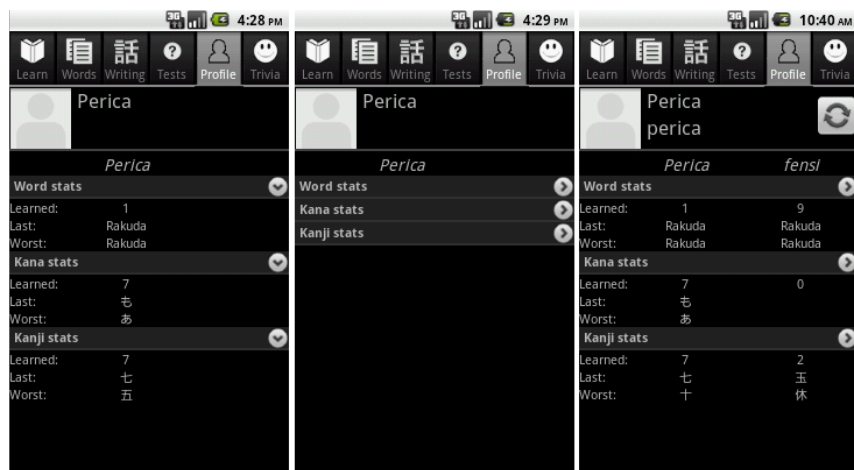 3G 4:28 PM
話
Learn Words Writing Tests Profile Trivia
Perica
Perica
Word stats
Learned: 1
Last: Rakuda
Worst: Rakuda
Kana stats
Learned: 7
Last: も
Worst: あ
Kanji stats
Learned: 7
Last: 七
Worst: 五
3G 4:29 PM
話
Learn Words Writing Tests Profile Trivia
Perica
Perica
Word stats
Kana stats
Kanji stats
3G 10:40 AM
話
Learn Words Writing Tests Profile Trivia
Perica
perica
Perica fensi
Word stats
Learned: 1 9
Last: Rakuda Rakuda
Worst: Rakuda Rakuda
Kana stats
Learned: 7 0
Last: も
Worst: あ
Kanji stats
Learned: 7 2
Last: 七 玉
Worst: 十 休